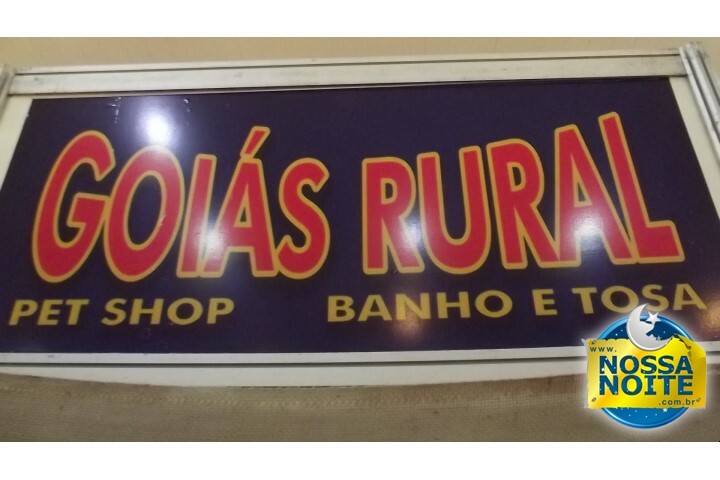 GOIÁS RURAL
PET SHOP BANHO E TOSA
www.
NOSSA
NOITE
.com.br